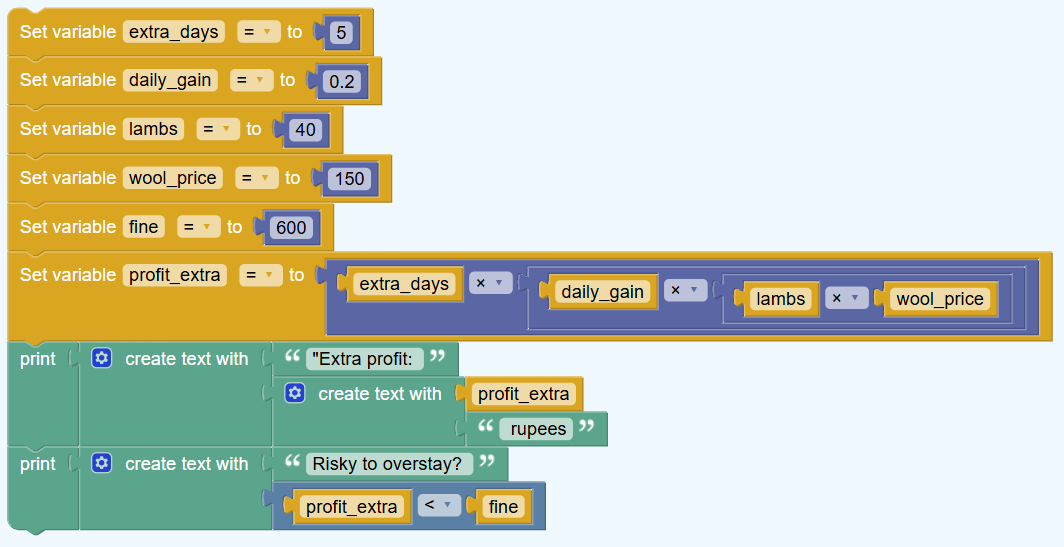 Set variable extra_days = to 5
Set variable daily_gain = to 0.2
Set variable lambs = to 40
Set variable wool_price = to 150
Set variable fine = to 600
Set variable profit_extra = to extra_days × daily_gain × lambs × wool_price
print create text with “ "Extra profit: ”
create text with profit_extra
“ rupees ”
print create text with “ Risky to overstay? ”
profit_extra < fine